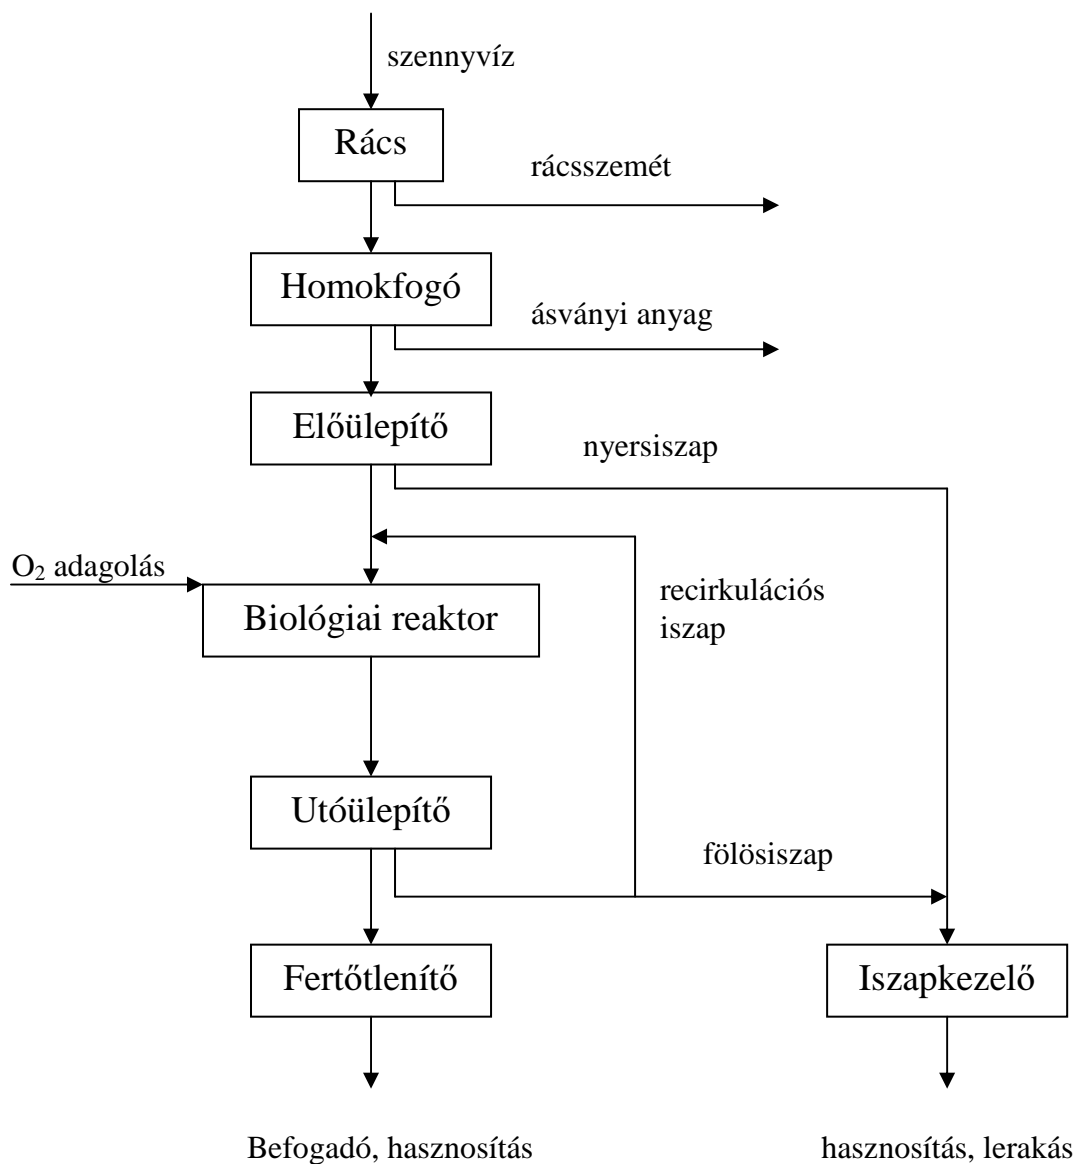 szennyvíz
Rács
rácsszemét
Homokfogó
ásványi anyag
Előülepítő
nyersiszap
O₂ adagolás
recirkulációs
iszap
Biológiai reaktor
Utóülepítő
fölösiszap
Fertőtlenítő
Iszapkezelő
Befogadó, hasznosítás
hasznosítás, lerakás